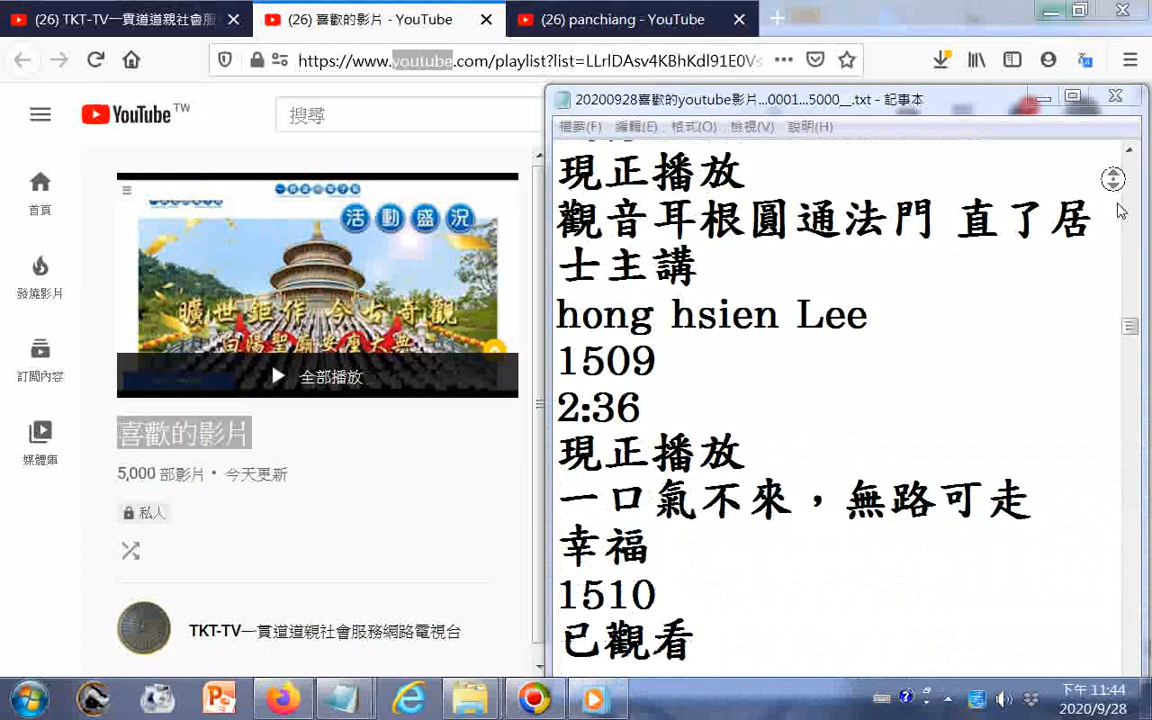 (26) TKT-TV一貫道道親社會服
(26) 喜歡的影片 - YouTube
(26) panchiang - YouTube
https://www.youtube.com/playlist?list=LLrlDAsv4KBhKdl91E0Vs
YouTube TW
搜尋
首頁
發燒影片
訂閱內容
媒體庫
活動盛況
曠世鉅作 今古奇觀
全部播放
喜歡的影片
5,000 部影片 • 今天更新
私人
TKT-TV一貫道道親社會服務網路電視台
20200928喜歡的youtube影片...0001...5000__.txt - 記事本
檔案(F) 編輯(E) 格式(O) 檢視(V) 說明(H)
現正播放
觀音耳根圓通法門 直了居
士主講
hong hsien Lee
1509
2:36
現正播放
一口氣不來，無路可走
幸福
1510
已觀看
下午 11:44
2020/9/28